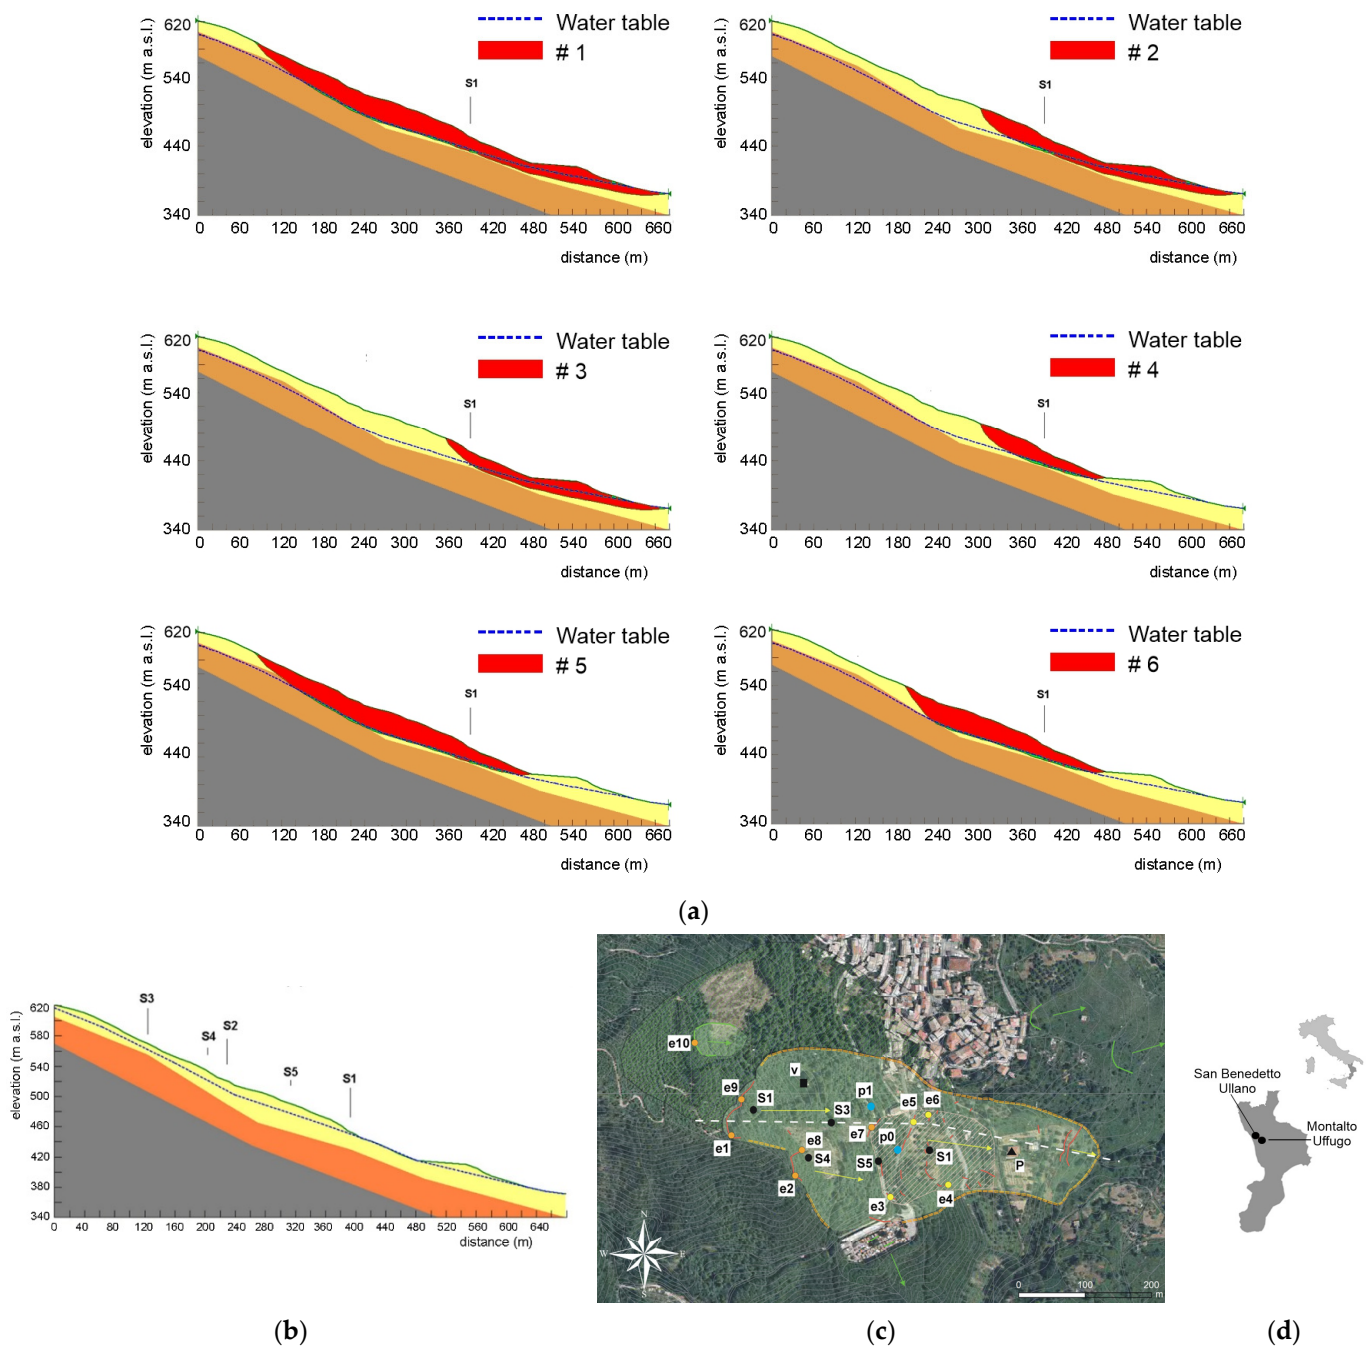 Water table
# 1
620
540
440
340
elevation (m a.s.l.)
S1
0 60 120 180 240 300 360 420 480 540 600 660
distance (m)
Water table
# 2
620
540
440
340
elevation (m a.s.l.)
S1
0 60 120 180 240 300 360 420 480 540 600 660
distance (m)
Water table
# 3
620
540
440
340
elevation (m a.s.l.)
S1
0 60 120 180 240 300 360 420 480 540 600 660
distance (m)
Water table
# 4
620
540
440
340
elevation (m a.s.l.)
S1
0 60 120 180 240 300 360 420 480 540 600 660
distance (m)
Water table
# 5
620
540
440
340
elevation (m a.s.l.)
S1
0 60 120 180 240 300 360 420 480 540 600 660
distance (m)
Water table
# 6
620
540
440
340
elevation (m a.s.l.)
S1
0 60 120 180 240 300 360 420 480 540 600 660
distance (m)
(a)
620
580
540
500
460
420
380
340
elevation (m a.s.l.)
S3
S4
S2
S5
S1
0 40 80 120 160 200 240 280 320 360 400 440 480 520 560 600 640
distance (m)
(b)
e10
v
e9
S1
S3
p1
e5
e6
e1
e8
S4
e7
p0
S5
S1
P
e2
e3
e4
N
W
E
S
0 100 200
m
(c)
San Benedetto
Ullano
Montalto
Uffugo
(d)